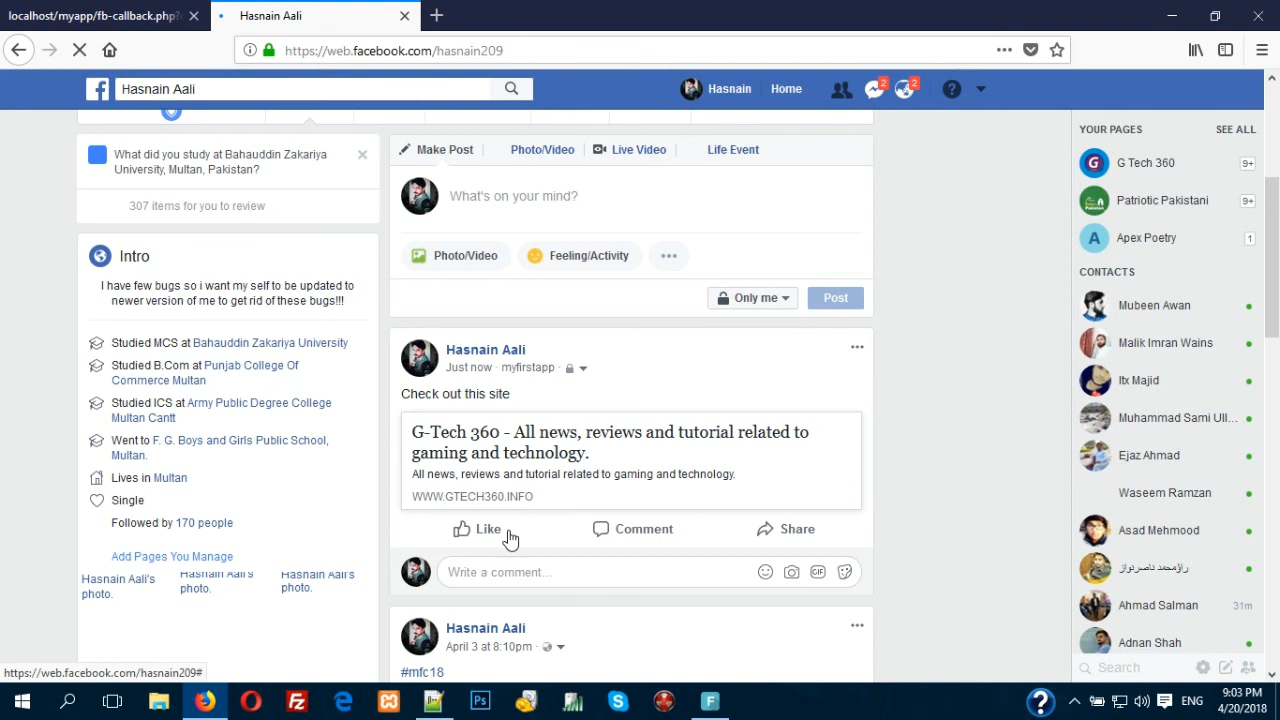 localhost/myapp/fb-callback.php?
Hasnain Aali
https://web.facebook.com/hasnain209
Hasnain Aali
Hasnain
Home
2
2
What did you study at Bahauddin Zakariya
University, Multan, Pakistan?
307 items for you to review
Intro
I have few bugs so i want my self to be updated to
newer version of me to get rid of these bugs!!!
Studied MCS at Bahauddin Zakariya University
Studied B.Com at Punjab College Of
Commerce Multan
Studied ICS at Army Public Degree College
Multan Cantt
Went to F. G. Boys and Girls Public School,
Multan.
Lives in Multan
Single
Followed by 170 people
Add Pages You Manage
Hasnain Aali's
photo.
Hasnain Aali's
photo.
Hasnain Aali's
photo.
Make Post
Photo/Video
Live Video
Life Event
What's on your mind?
Photo/Video
Feeling/Activity
Only me
Post
Hasnain Aali
Just now · myfirstapp ·
Check out this site
G-Tech 360 - All news, reviews and tutorial related to
gaming and technology.
All news, reviews and tutorial related to gaming and technology.
WWW.GTECH360.INFO
Like
Comment
Share
Write a comment...
GIF
Hasnain Aali
April 3 at 8:10pm ·
#mfc18
YOUR PAGES
SEE ALL
G Tech 360
9+
Patriotic Pakistani
9+
A
Apex Poetry
1
CONTACTS
Mubeen Awan
Malik Imran Wains
Itx Majid
Muhammad Sami Ull...
Ejaz Ahmad
Waseem Ramzan
Asad Mehmood
راؤمحمد ناصرنواز
Ahmad Salman
31m
Adnan Shah
Search
https://web.facebook.com/hasnain209#
Ps
F
ENG
9:03 PM
4/20/2018